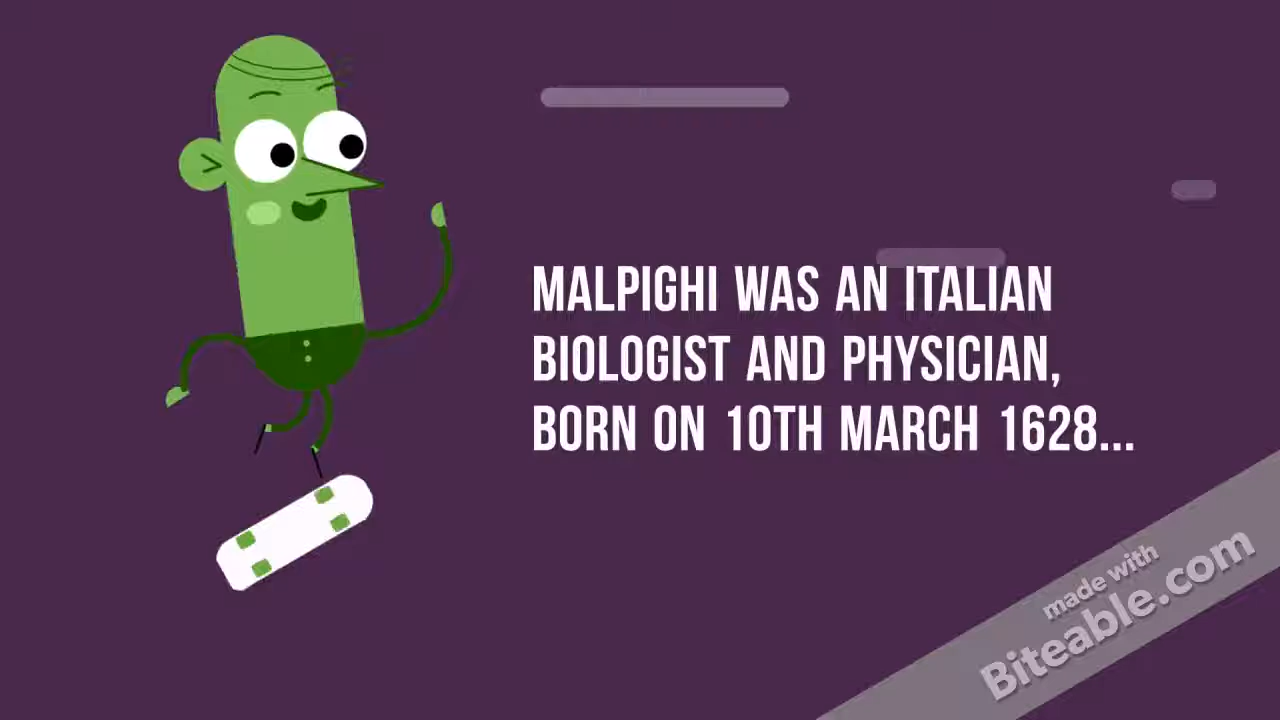 MALPIGHI WAS AN ITALIAN
BIOLOGIST AND PHYSICIAN,
BORN ON 10TH MARCH 1628...
made with
Biteable.com